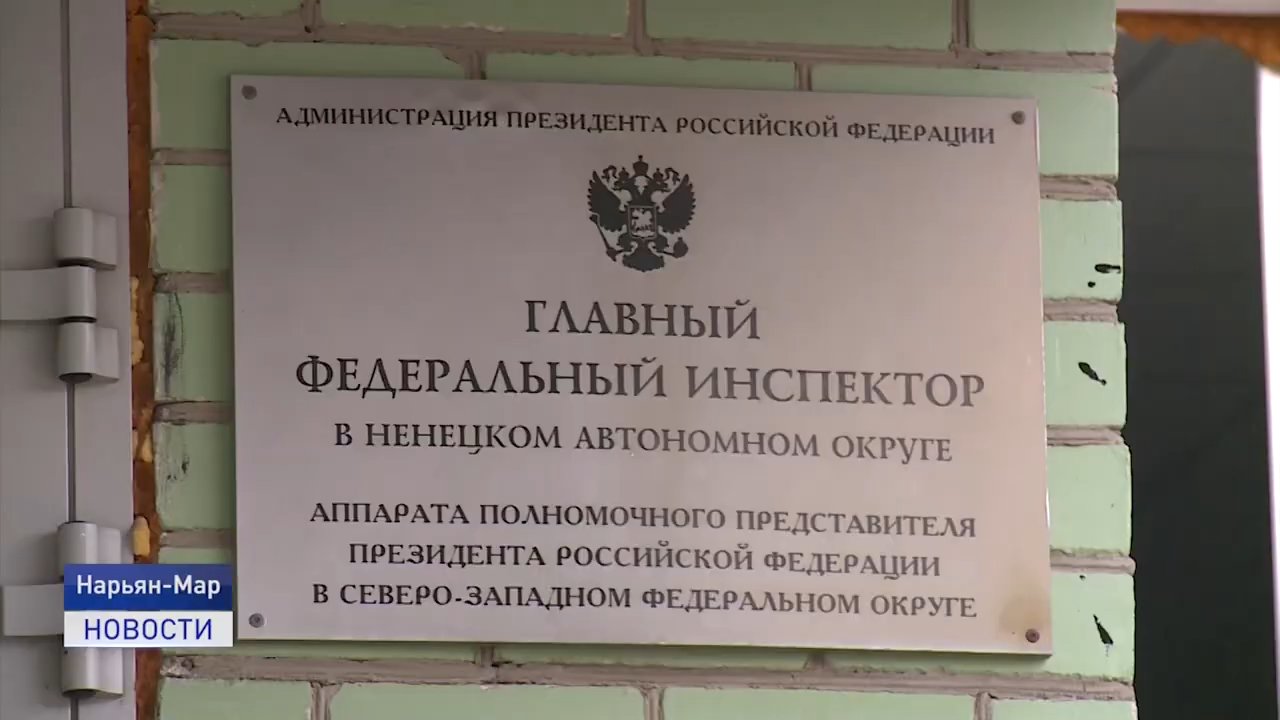 АДМИНИСТРАЦИЯ ПРЕЗИДЕНТА РОССИЙСКОЙ ФЕДЕРАЦИИ
ГЛАВНЫЙ
ФЕДЕРАЛЬНЫЙ ИНСПЕКТОР
В НЕНЕЦКОМ АВТОНОМНОМ ОКРУГЕ
АППАРАТА ПОЛНОМОЧНОГО ПРЕДСТАВИТЕЛЯ
ПРЕЗИДЕНТА РОССИЙСКОЙ ФЕДЕРАЦИИ
В СЕВЕРО-ЗАПАДНОМ ФЕДЕРАЛЬНОМ ОКРУГЕ
Нарьян-Мар
НОВОСТИ